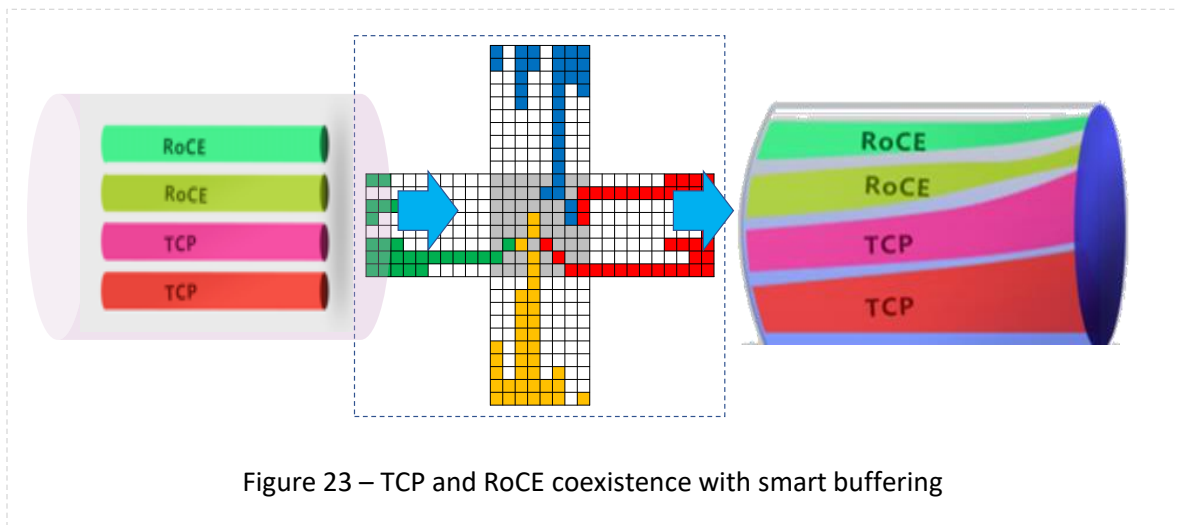 RoCE
RoCE
TCP
TCP
RoCE
RoCE
TCP
TCP
Figure 23 – TCP and RoCE coexistence with smart buffering